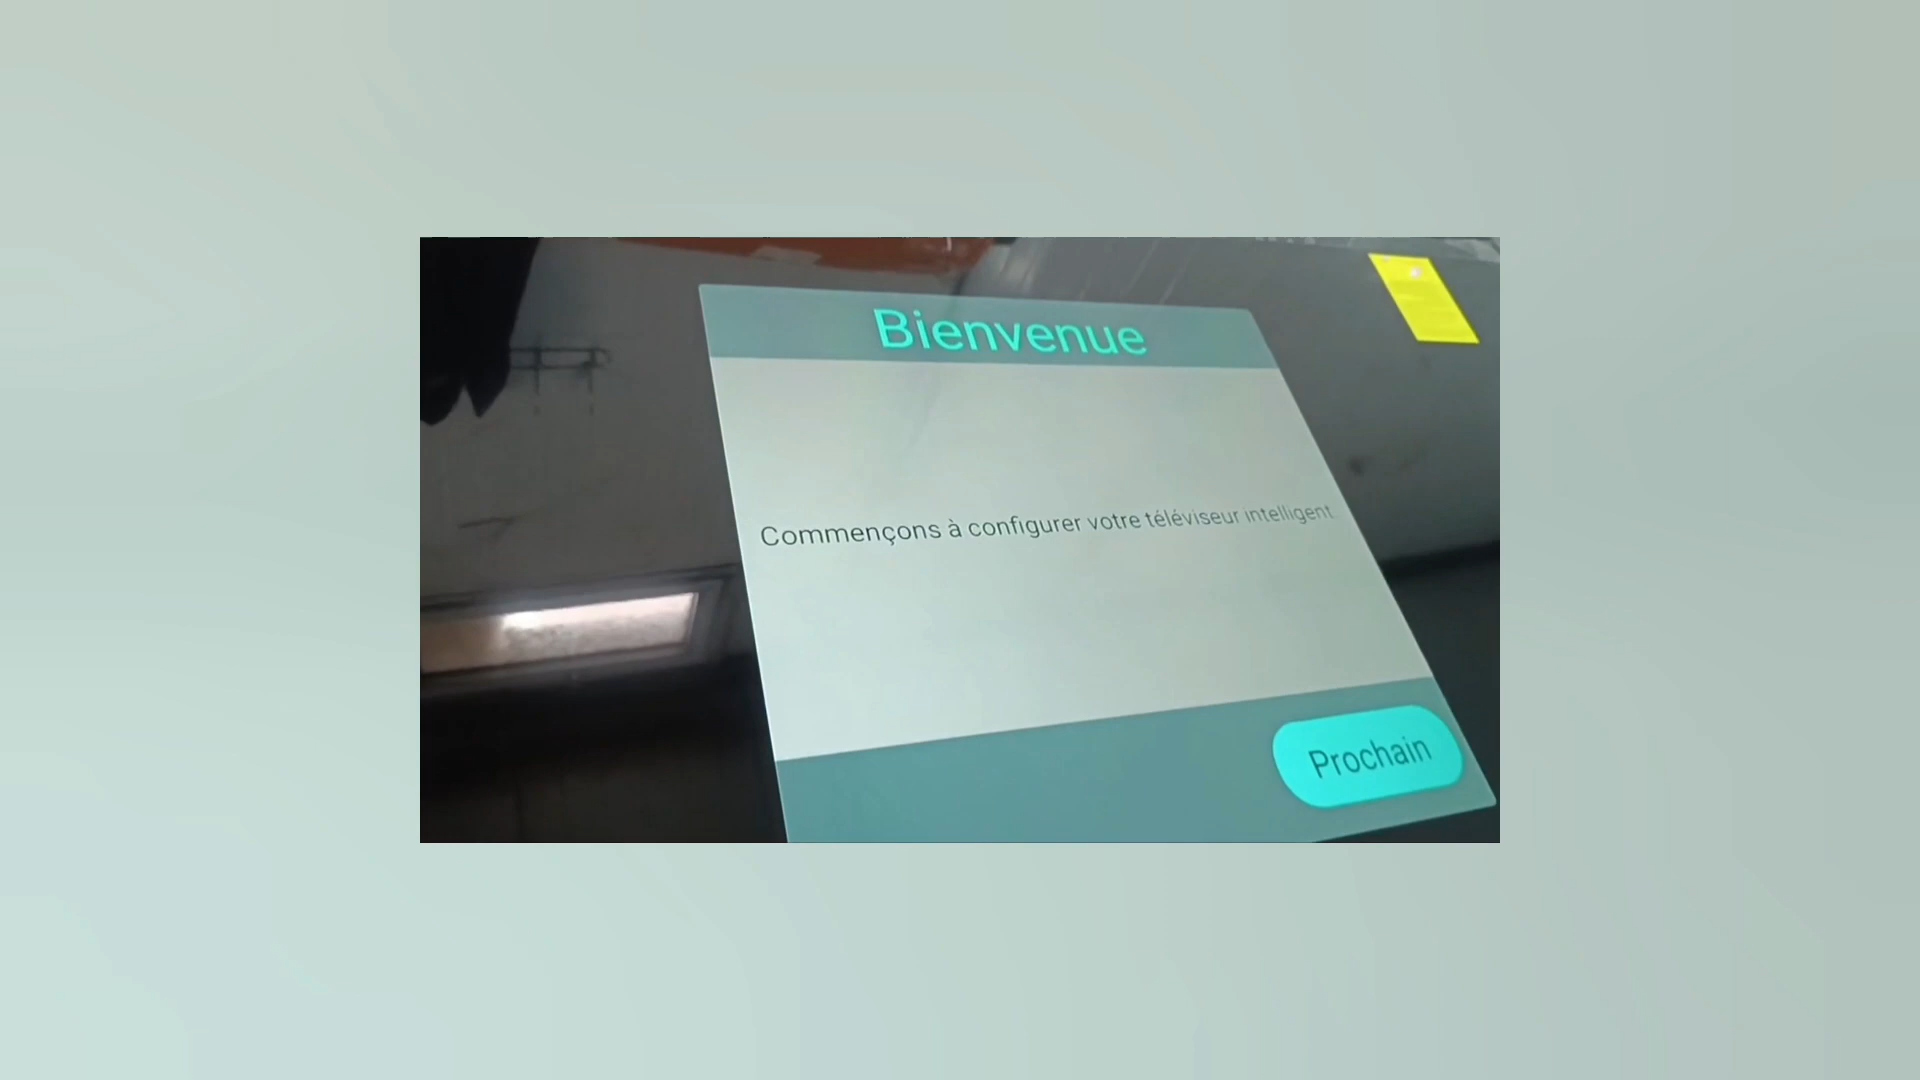 Bienvenue
Commençons à configurer votre téléviseur intelligent.
Prochain